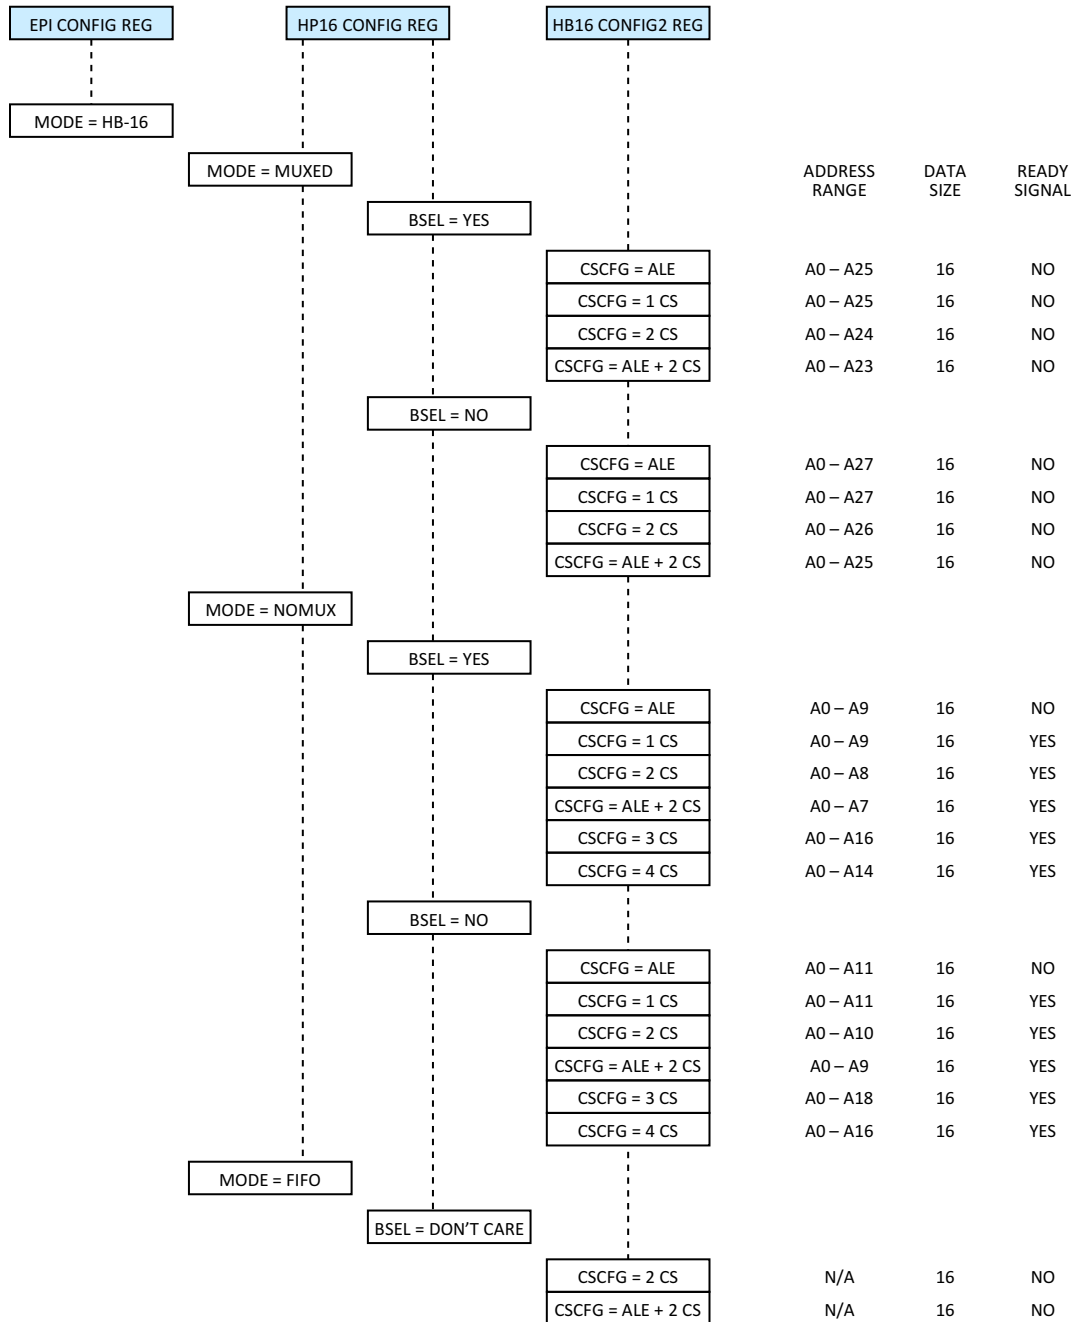 EPI CONFIG REG HP16 CONFIG REG HB16 CONFIG2 REG
MODE = HB-16
MODE = MUXED
ADDRESS DATA READY
RANGE SIZE SIGNAL
BSEL = YES
CSCFG = ALE A0 – A25 16 NO
CSCFG = 1 CS A0 – A25 16 NO
CSCFG = 2 CS A0 – A24 16 NO
CSCFG = ALE + 2 CS A0 – A23 16 NO
BSEL = NO
CSCFG = ALE A0 – A27 16 NO
CSCFG = 1 CS A0 – A27 16 NO
CSCFG = 2 CS A0 – A26 16 NO
CSCFG = ALE + 2 CS A0 – A25 16 NO
MODE = NOMUX
BSEL = YES
CSCFG = ALE A0 – A9 16 NO
CSCFG = 1 CS A0 – A9 16 YES
CSCFG = 2 CS A0 – A8 16 YES
CSCFG = ALE + 2 CS A0 – A7 16 YES
CSCFG = 3 CS A0 – A16 16 YES
CSCFG = 4 CS A0 – A14 16 YES
BSEL = NO
CSCFG = ALE A0 – A11 16 NO
CSCFG = 1 CS A0 – A11 16 YES
CSCFG = 2 CS A0 – A10 16 YES
CSCFG = ALE + 2 CS A0 – A9 16 YES
CSCFG = 3 CS A0 – A18 16 YES
CSCFG = 4 CS A0 – A16 16 YES
MODE = FIFO
BSEL = DON’T CARE
CSCFG = 2 CS N/A 16 NO
CSCFG = ALE + 2 CS N/A 16 NO